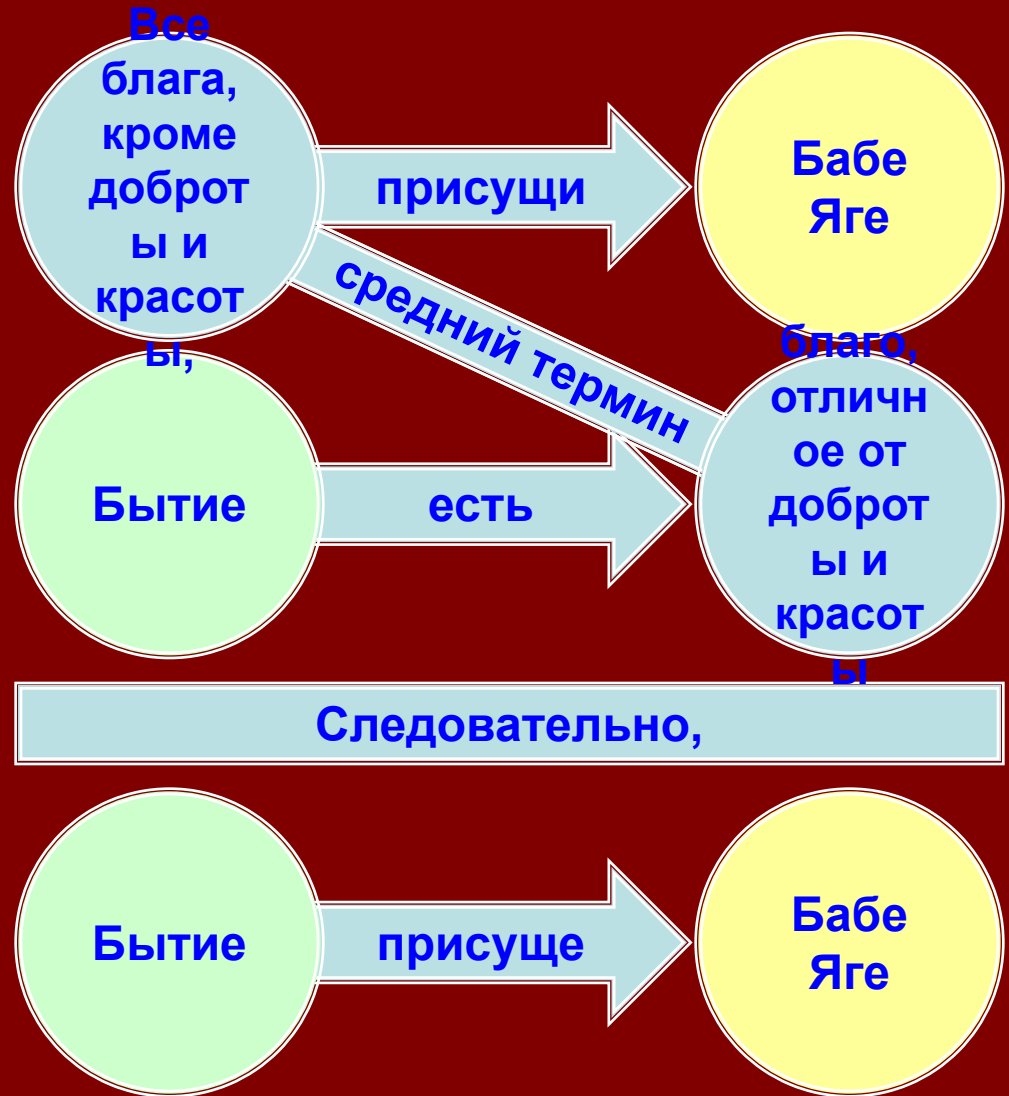 Все
блага,
кроме
доброт
ы и
красот
ы,
присущи
Бабе
Яге
средний термин
Бытие
есть
благо,
отличн
ое от
доброт
ы и
красот
ы
Следовательно,
Бытие
присуще
Бабе
Яге